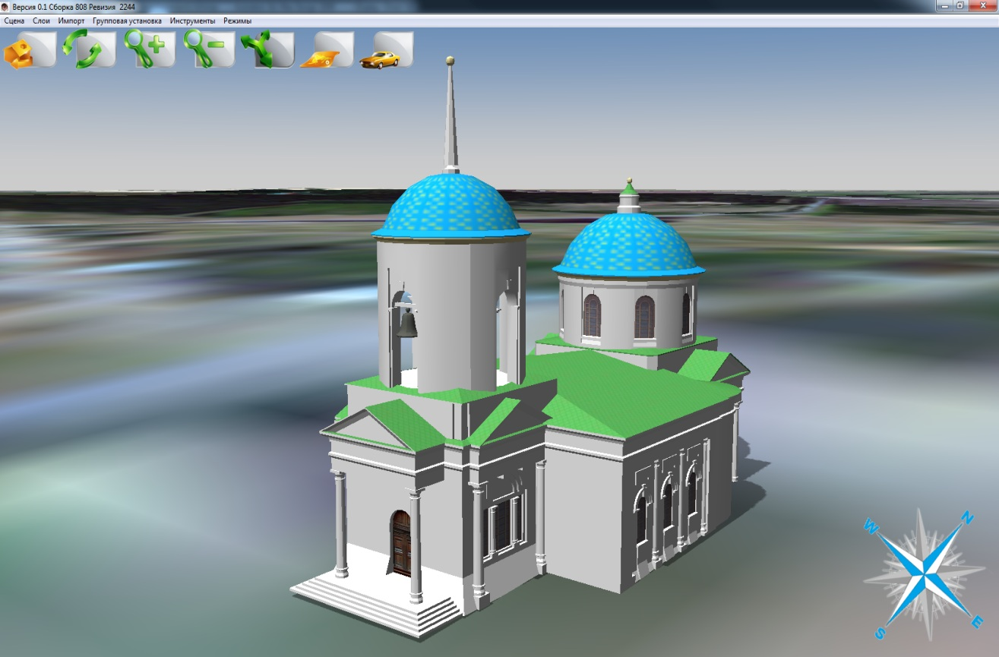 Версия 0.1 Сборка 808 Ревизия 2244
Сцена Слои Импорт Групповая установка Инструменты Режимы
W N
S E